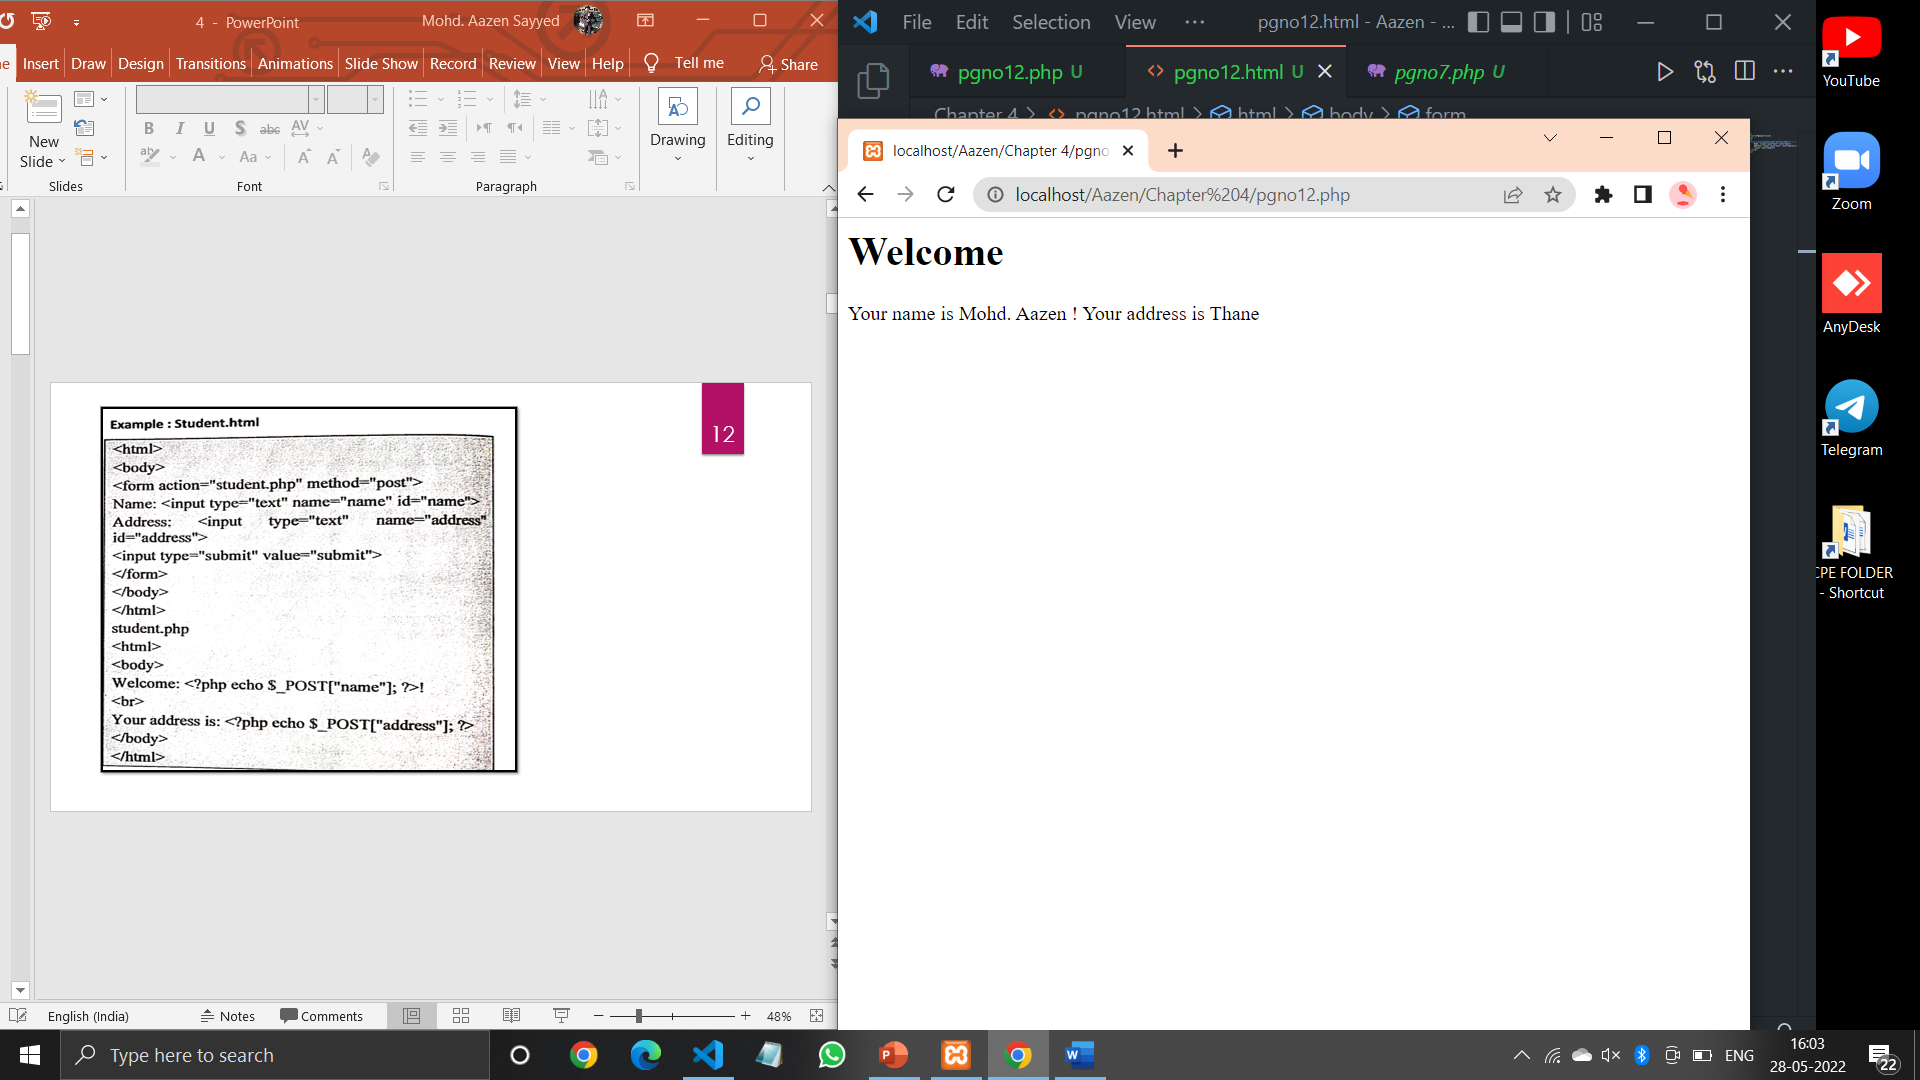 4 - PowerPoint
Mohd. Aazen Sayyed
Insert
Draw
Design
Transitions
Animations
Slide Show
Record
Review
View
Help
Tell me
Share
New
Slide
Slides
B I U S abc AV
A Aa A A
Font
Paragraph
Drawing
Editing
Example : Student.html
<html>
<body>
<form action="student.php" method="post">
Name: <input type="text" name="name" id="name">
Address: <input type="text" name="address"
id="address">
<input type="submit" value="submit">
</form>
</body>
</html>
student.php
<html>
<body>
Welcome: <?php echo $_POST["name"]; ?>!
<br>
Your address is: <?php echo $_POST["address"]; ?>
</body>
</html>
12
English (India)
Notes
Comments
48%
File Edit Selection View ···
pgno12.html - Aazen - ...
pgno12.php U
pgno12.html U
pgno7.php U
Chapter 4 > pgno12.html > html > body > form
localhost/Aazen/Chapter 4/pgno
localhost/Aazen/Chapter%204/pgno12.php
Welcome
Your name is Mohd. Aazen ! Your address is Thane
YouTube
Zoom
AnyDesk
Telegram
CPE FOLDER
- Shortcut
Type here to search
ENG
16:03
28-05-2022
22